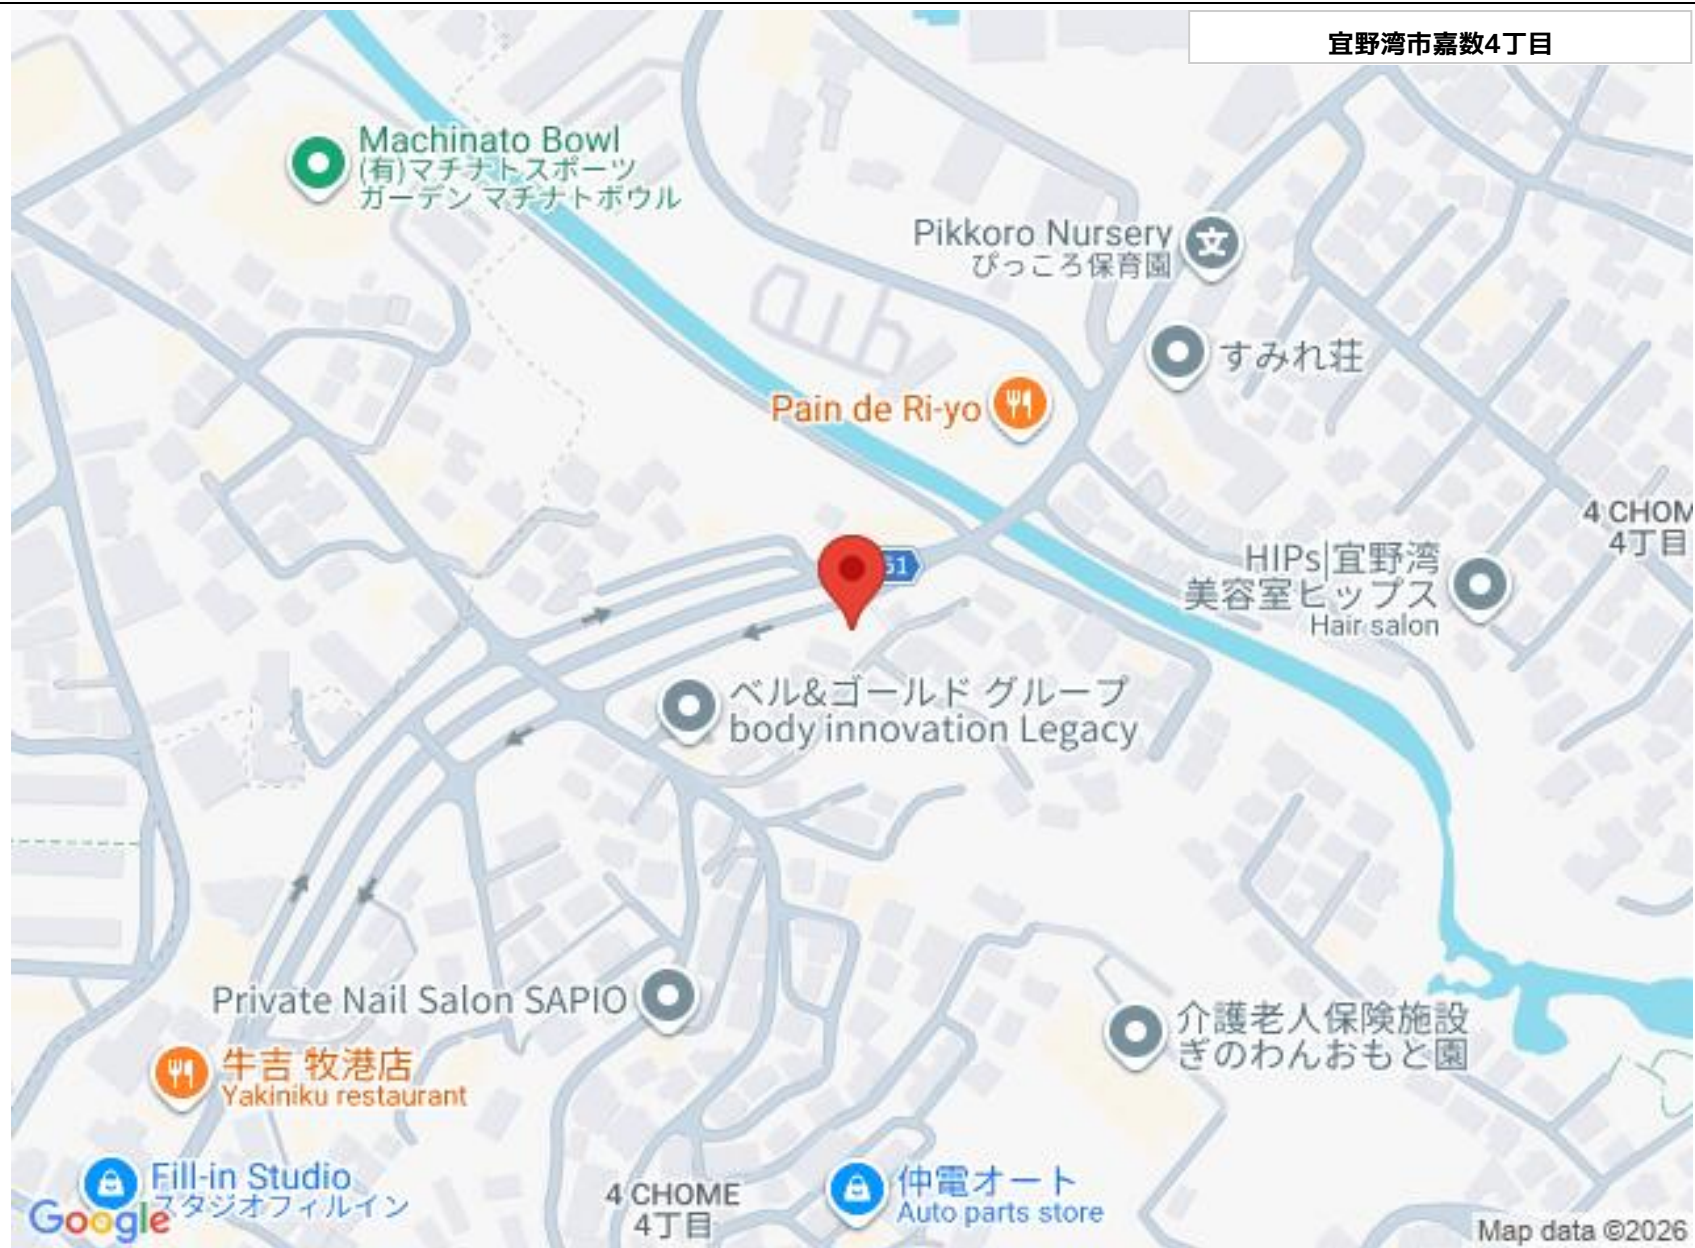 宜野湾市嘉数4丁目
Machinato Bowl
(有)マチナトスポーツ
ガーデン マチナトボウル
Pikkoro Nursery
ぴっころ保育園
すみれ荘
Pain de Ri-yo
4 CHOM
4丁目
51
HIPs|宜野湾
美容室ヒップス
Hair salon
ベル&ゴールド グループ
body innovation Legacy
Private Nail Salon SAPIO
介護老人保険施設
ぎのわんおもと園
牛吉 牧港店
Yakiniku restaurant
Fill-in Studio
スタジオフィルイン
4 CHOME
4丁目
仲電オート
Auto parts store
Google
Map data ©2026